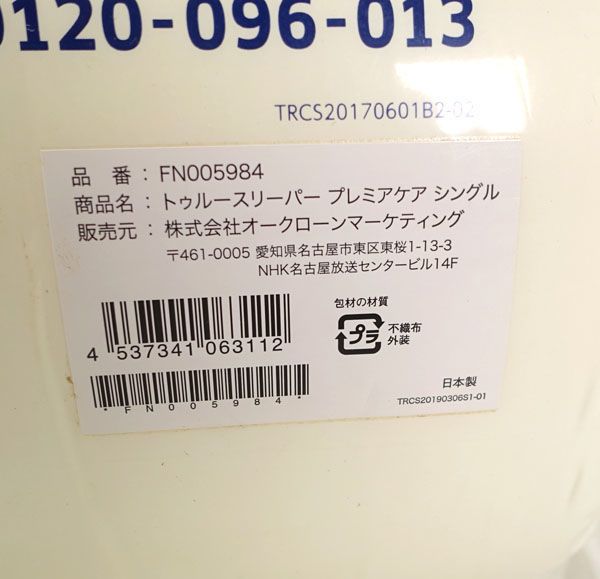 0120-096-013
TRCS20170601B2-02
品　番：FN005984
商品名：トゥルースリーパー プレミアケア シングル
販売元：株式会社オークローンマーケティング
〒461-0005 愛知県名古屋市東区東桜1-13-3
NHK名古屋放送センタービル14F
包材の材質
プラ
不織布
外装
4 537341 063112
*FN005984*
日本製
TRCS20190306S1-01